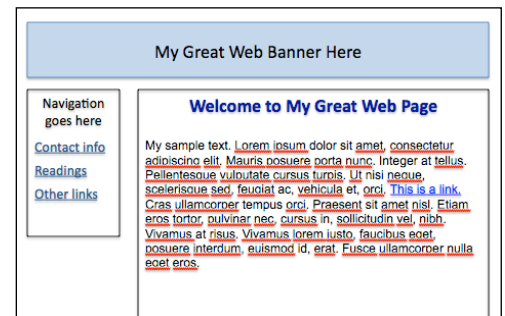 My Great Web Banner Here
Navigation
goes here
Contact info
Readings
Other links
Welcome to My Great Web Page
My sample text. Lorem ipsum dolor sit amet, consectetur
adipiscing elit. Mauris posuere porta nunc. Integer at tellus.
Pellentesque vulputate cursus turpis. Ut nisi neque,
scelerisque sed, feugiat ac, vehicula et, orci. This is a link.
Cras ullamcorper tempus orci. Praesent sit amet nisl. Etiam
eros tortor, pulvinar nec, cursus in, sollicitudin vel, nibh.
Vivamus at risus. Vivamus lorem justo, faucibus eget,
posuere interdum, euismod id, erat. Fusce ullamcorper nulla
eget eros.